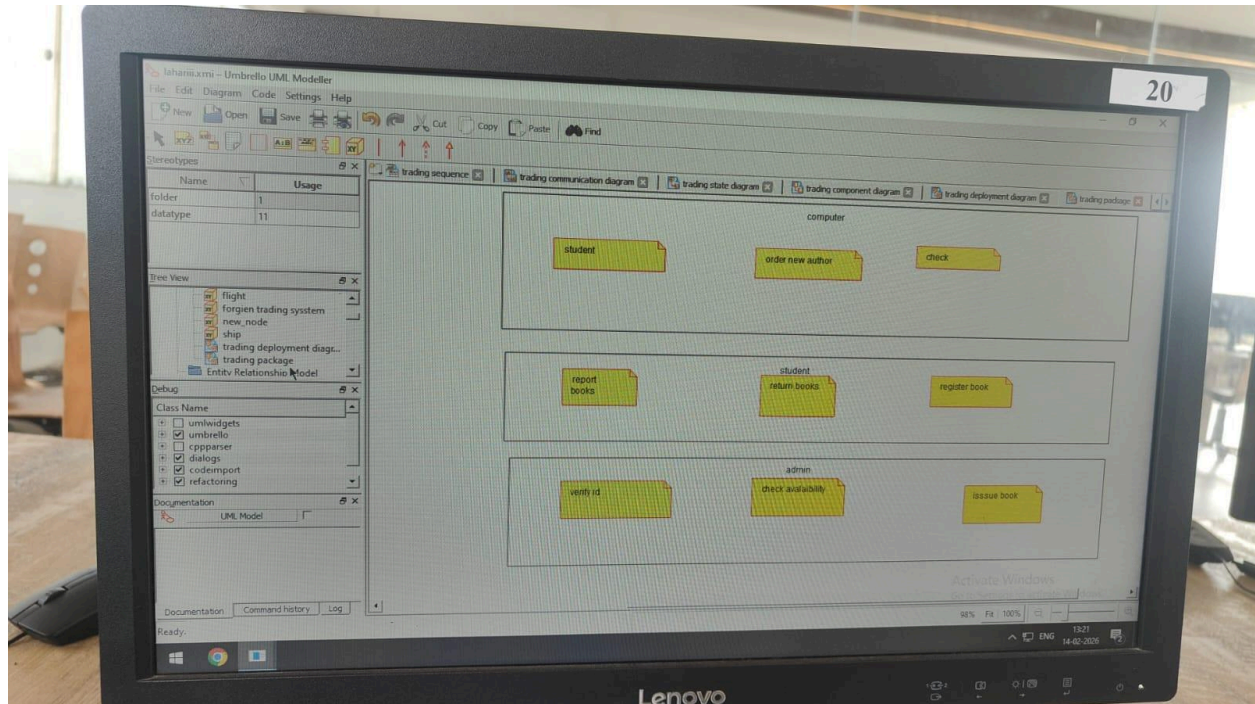 20
lahariii.xmi – Umbrello UML Modeller
File Edit Diagram Code Settings Help
New Open Save Cut Copy Paste Find
Stereotypes
Name Usage
folder 1
datatype 11
Tree View
flight
forgien trading sysstem
new_node
ship
trading deployment diagr...
trading package
Entity Relationship Model
Debug
Class Name
umlwidgets
umbrello
cppparser
dialogs
codeimport
refactoring
Documentation
UML Model
Documentation Command history Log
Ready.
trading sequence trading communication diagram trading state diagram trading component diagram trading deployment diagram trading package
computer
student
order new author
check
student
report
books
return books
register book
admin
verify id
check avalaibility
isssue book
Activate Windows
98% Fit 100%
ENG
13:21
14-02-2026
Lenovo